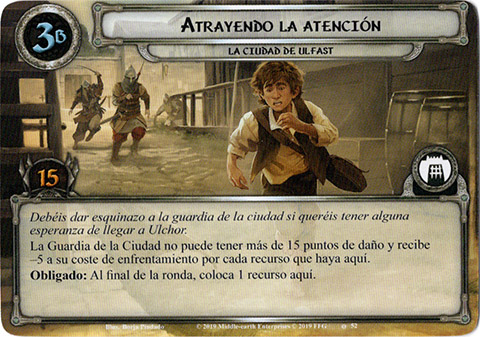 3B
ATRAYENDO LA ATENCIÓN
LA CIUDAD DE ULFAST
15
Debéis dar esquinazo a la guardia de la ciudad si queréis tener alguna
esperanza de llegar a Ulchor.
La Guardia de la Ciudad no puede tener más de 15 puntos de daño y recibe
–5 a su coste de enfrentamiento por cada recurso que haya aquí.
Obligado: Al final de la ronda, coloca 1 recurso aquí.
Illus. Borja Pindado © 2019 Middle-earth Enterprises © 2019 FFG 52